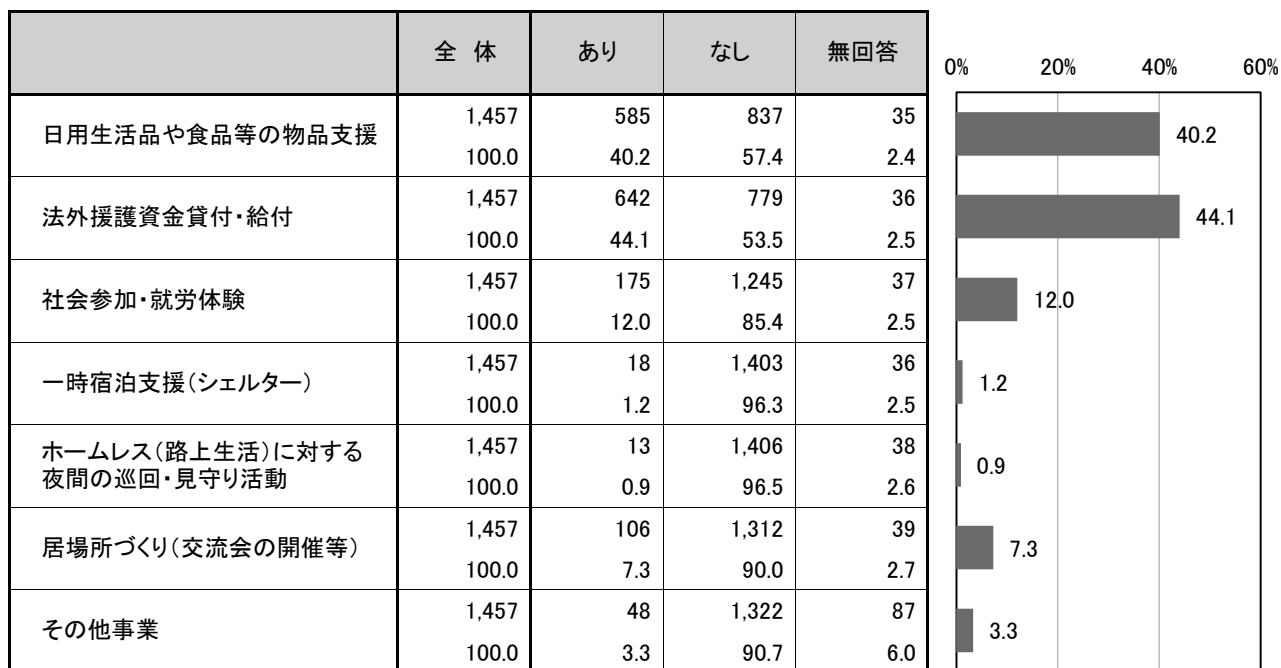 全 体 あり なし 無回答
0% 20% 40% 60%
日用生活品や食品等の物品支援 1,457 585 837 35
100.0 40.2 57.4 2.4
40.2
法外援護資金貸付・給付 1,457 642 779 36
100.0 44.1 53.5 2.5
44.1
社会参加・就労体験 1,457 175 1,245 37
100.0 12.0 85.4 2.5
12.0
一時宿泊支援(シェルター) 1,457 18 1,403 36
100.0 1.2 96.3 2.5
1.2
ホームレス(路上生活)に対する
夜間の巡回・見守り活動
1,457 13 1,406 38
100.0 0.9 96.5 2.6
0.9
居場所づくり(交流会の開催等) 1,457 106 1,312 39
100.0 7.3 90.0 2.7
7.3
その他事業 1,457 48 1,322 87
100.0 3.3 90.7 6.0
3.3